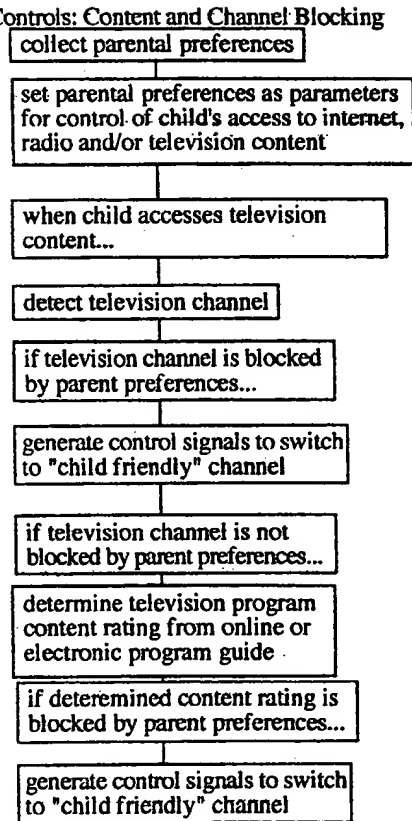 Controls: Content and Channel Blocking
collect parental preferences
set parental preferences as parameters
for control of child's access to internet,
radio and/or television content
when child accesses television
content...
detect television channel
if television channel is blocked
by parent preferences...
generate control signals to switch
to "child friendly" channel
if television channel is not
blocked by parent preferences...
determine television program
content rating from online or
electronic program guide
if deteremined content rating is
blocked by parent preferences...
generate control signals to switch
to "child friendly" channel